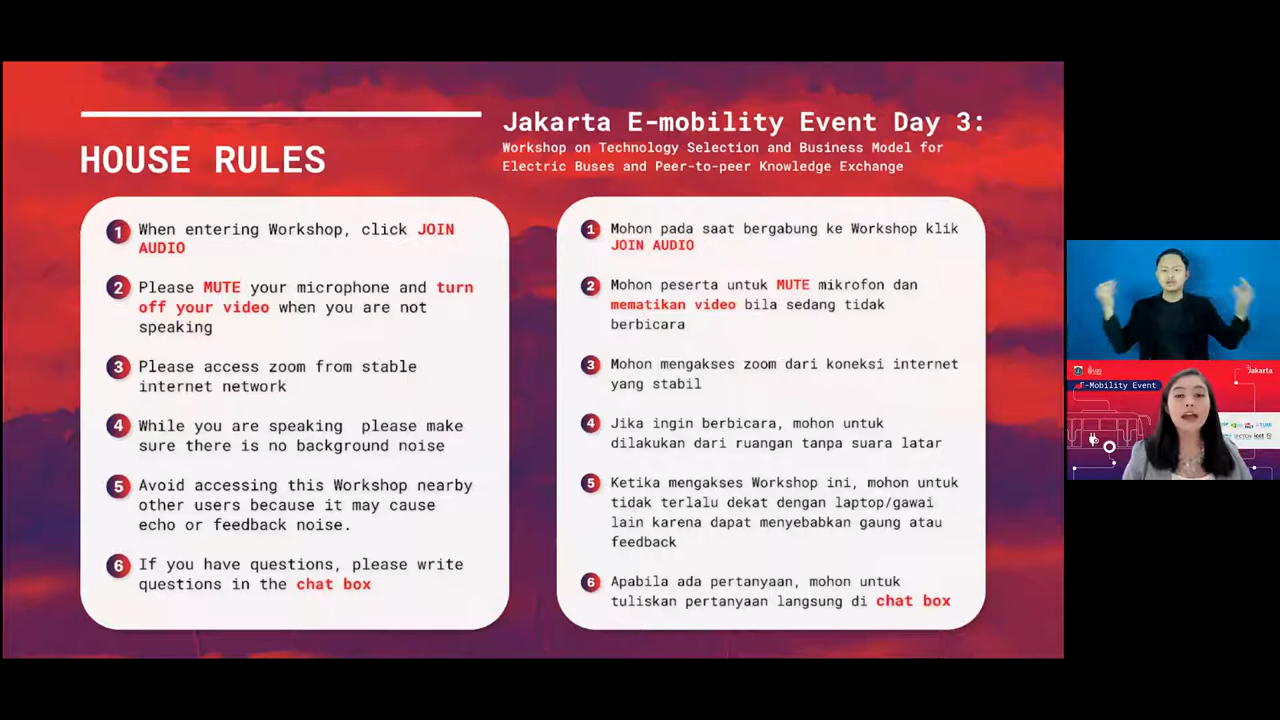 HOUSE RULES
Jakarta E-mobility Event Day 3:
Workshop on Technology Selection and Business Model for
Electric Buses and Peer-to-peer Knowledge Exchange
1 When entering Workshop, click JOIN
AUDIO
2 Please MUTE your microphone and turn
off your video when you are not
speaking
3 Please access zoom from stable
internet network
4 While you are speaking please make
sure there is no background noise
5 Avoid accessing this Workshop nearby
other users because it may cause
echo or feedback noise.
6 If you have questions, please write
questions in the chat box
1 Mohon pada saat bergabung ke Workshop klik
JOIN AUDIO
2 Mohon peserta untuk MUTE mikrofon dan
mematikan video bila sedang tidak
berbicara
3 Mohon mengakses zoom dari koneksi internet
yang stabil
4 Jika ingin berbicara, mohon untuk
dilakukan dari ruangan tanpa suara latar
5 Ketika mengakses Workshop ini, mohon untuk
tidak terlalu dekat dengan laptop/gawai
lain karena dapat menyebabkan gaung atau
feedback
6 Apabila ada pertanyaan, mohon untuk
tuliskan pertanyaan langsung di chat box
Jakarta
E-Mobility Event